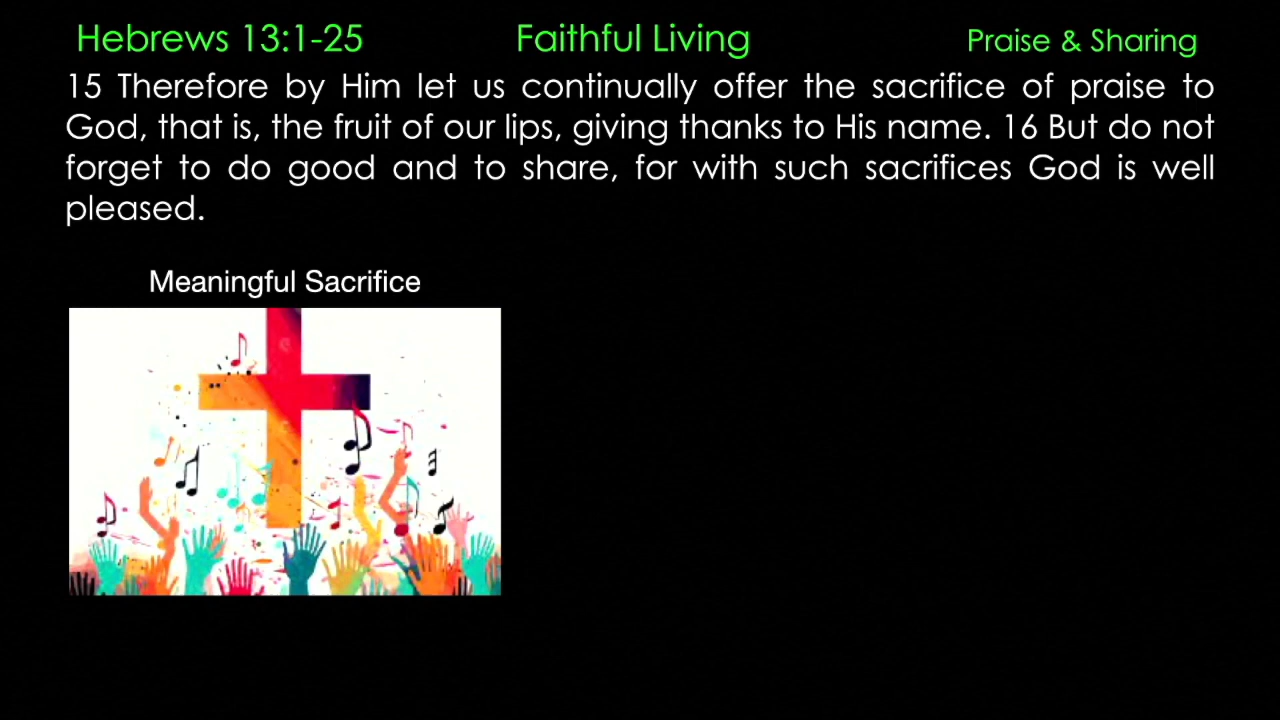 Hebrews 13:1-25 Faithful Living Praise & Sharing
15 Therefore by Him let us continually offer the sacrifice of praise to
God, that is, the fruit of our lips, giving thanks to His name. 16 But do not
forget to do good and to share, for with such sacrifices God is well
pleased.
Meaningful Sacrifice